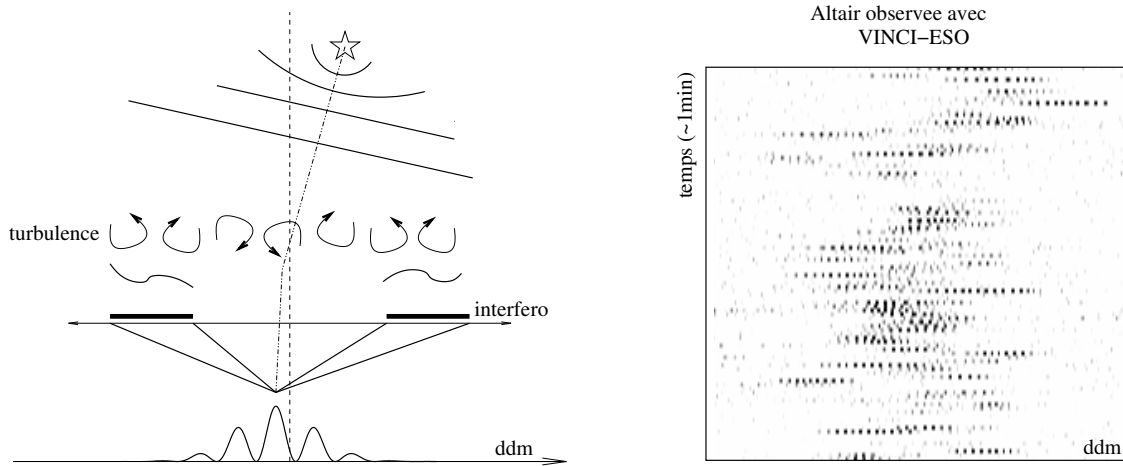 turbulence
interfero
ddm
Altair observee avec
VINCI−ESO
temps (~1min)
ddm